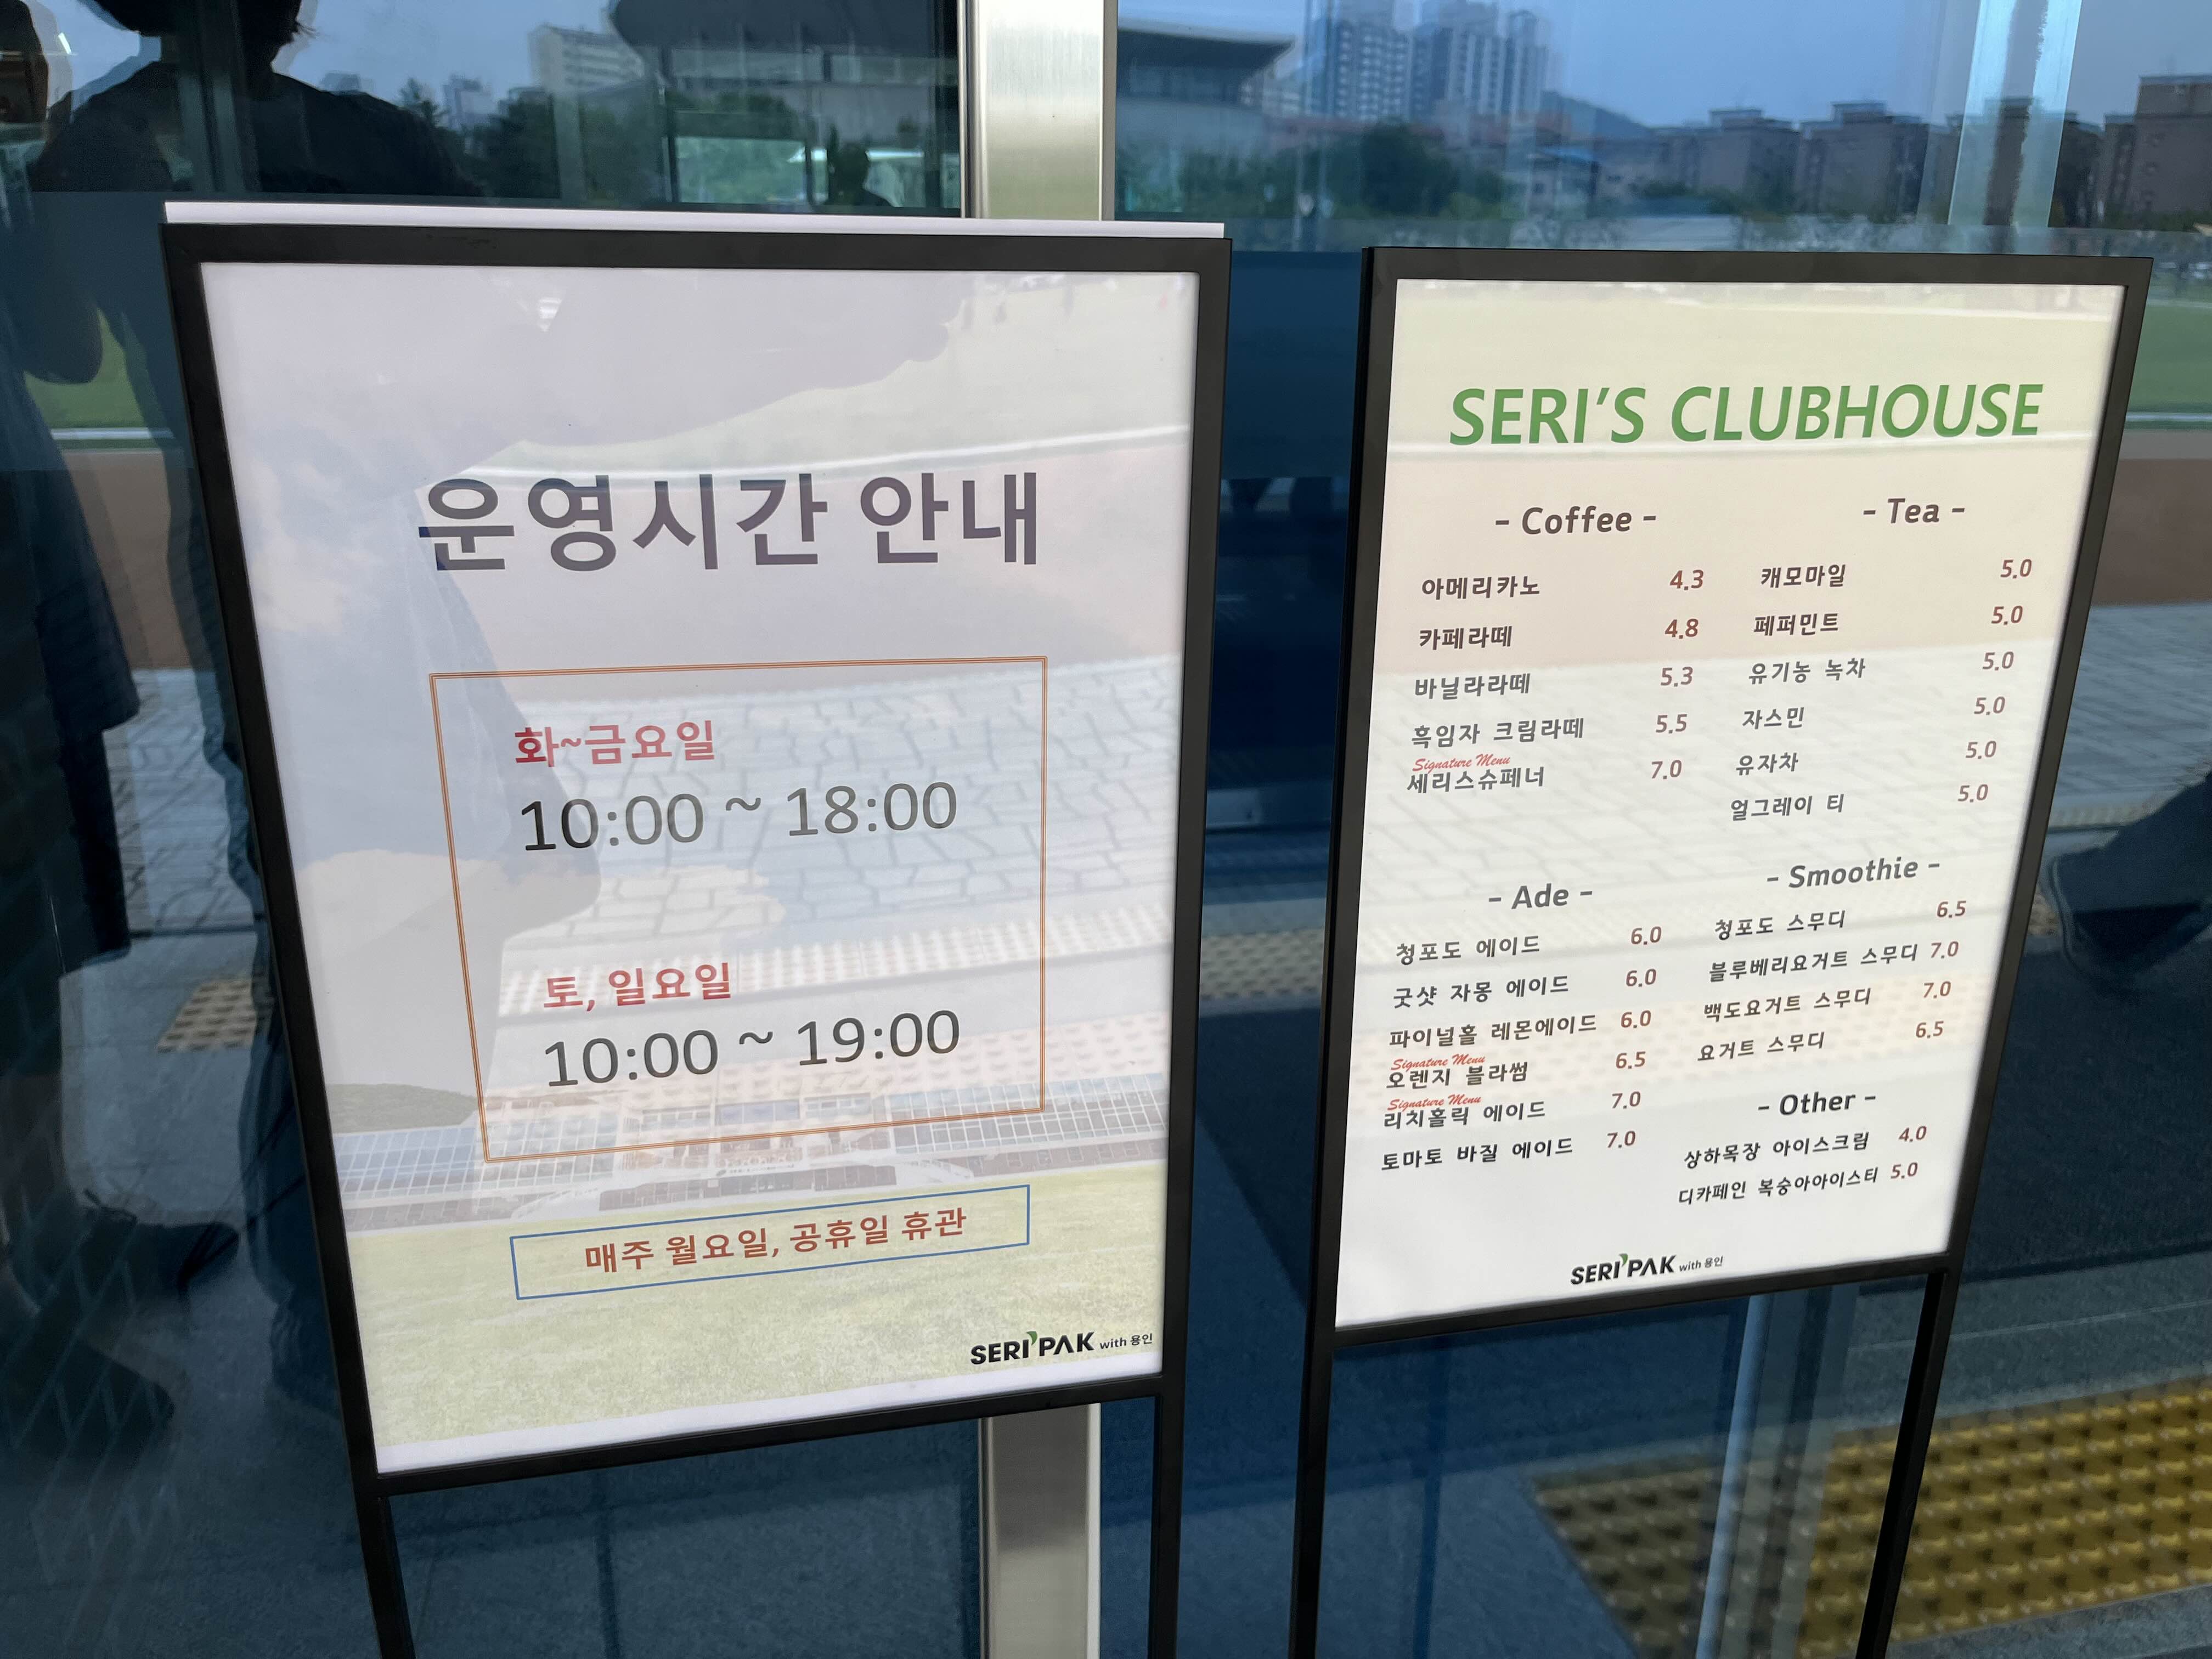 운영시간 안내
화~금요일
10:00 ~ 18:00
토, 일요일
10:00 ~ 19:00
매주 월요일, 공휴일 휴관
SERI PAK with 용인
SERI'S CLUBHOUSE
- Coffee -
아메리카노 4.3
카페라떼 4.8
바닐라라떼 5.3
흑임자 크림라떼 5.5
Signature Menu
세리스슈페너 7.0
- Tea -
캐모마일 5.0
페퍼민트 5.0
유기농 녹차 5.0
자스민 5.0
유자차 5.0
얼그레이 티 5.0
- Ade -
청포도 에이드 6.0
굿샷 자몽 에이드 6.0
파이널홀 레몬에이드 6.0
Signature Menu
오렌지 블라썸 6.5
Signature Menu
리치홀릭 에이드 7.0
토마토 바질 에이드 7.0
- Smoothie -
청포도 스무디 6.5
블루베리요거트 스무디 7.0
백도요거트 스무디 7.0
요거트 스무디 6.5
- Other -
상하목장 아이스크림 4.0
디카페인 복숭아아이스티 5.0
SERI PAK with 용인